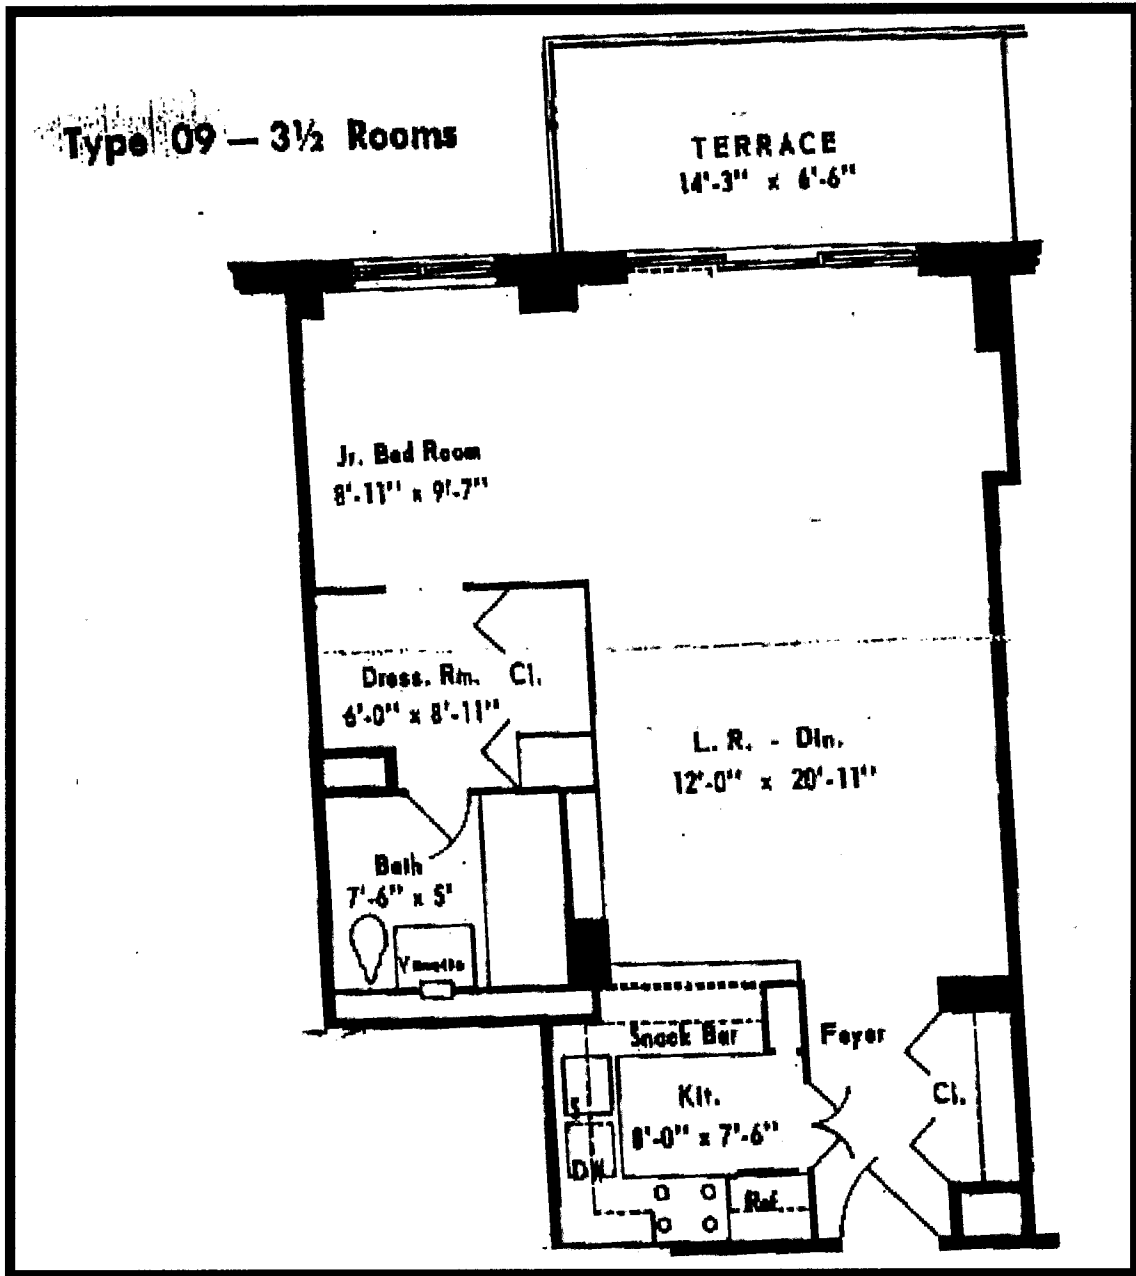 Type 09 — 3½ Rooms
TERRACE
14'-3" x 6'-6"
Jr. Bed Room
8'-11" x 9'-7"
Dress. Rm.
6'-0" x 8'-11"
Cl.
L. R. - Din.
12'-0" x 20'-11"
Bath
7'-6" x 5'
Snack Bar
Foyer
Kit.
8'-0" x 7'-6"
Cl.
S
DW
Ref.